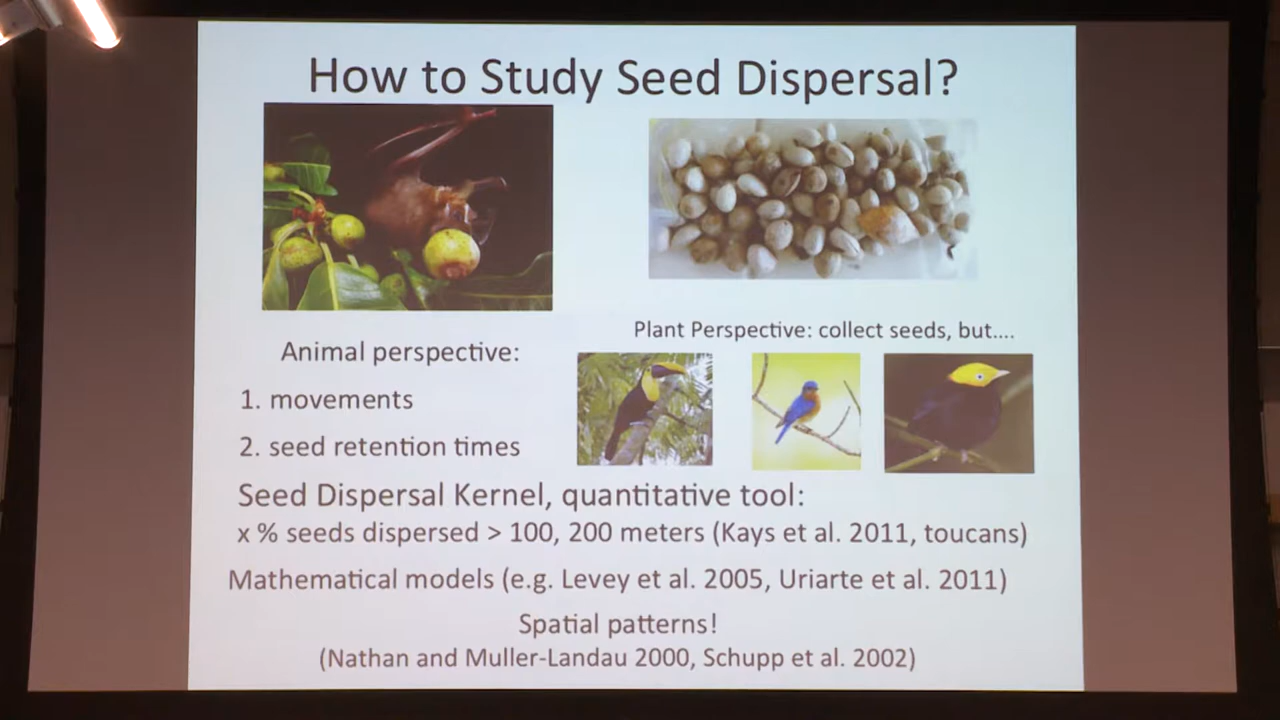 How to Study Seed Dispersal?
Animal perspective:
1. movements
2. seed retention times
Plant Perspective: collect seeds, but....
Seed Dispersal Kernel, quantitative tool:
x % seeds dispersed > 100, 200 meters (Kays et al. 2011, toucans)
Mathematical models (e.g. Levey et al. 2005, Uriarte et al. 2011)
Spatial patterns!
(Nathan and Muller-Landau 2000, Schupp et al. 2002)